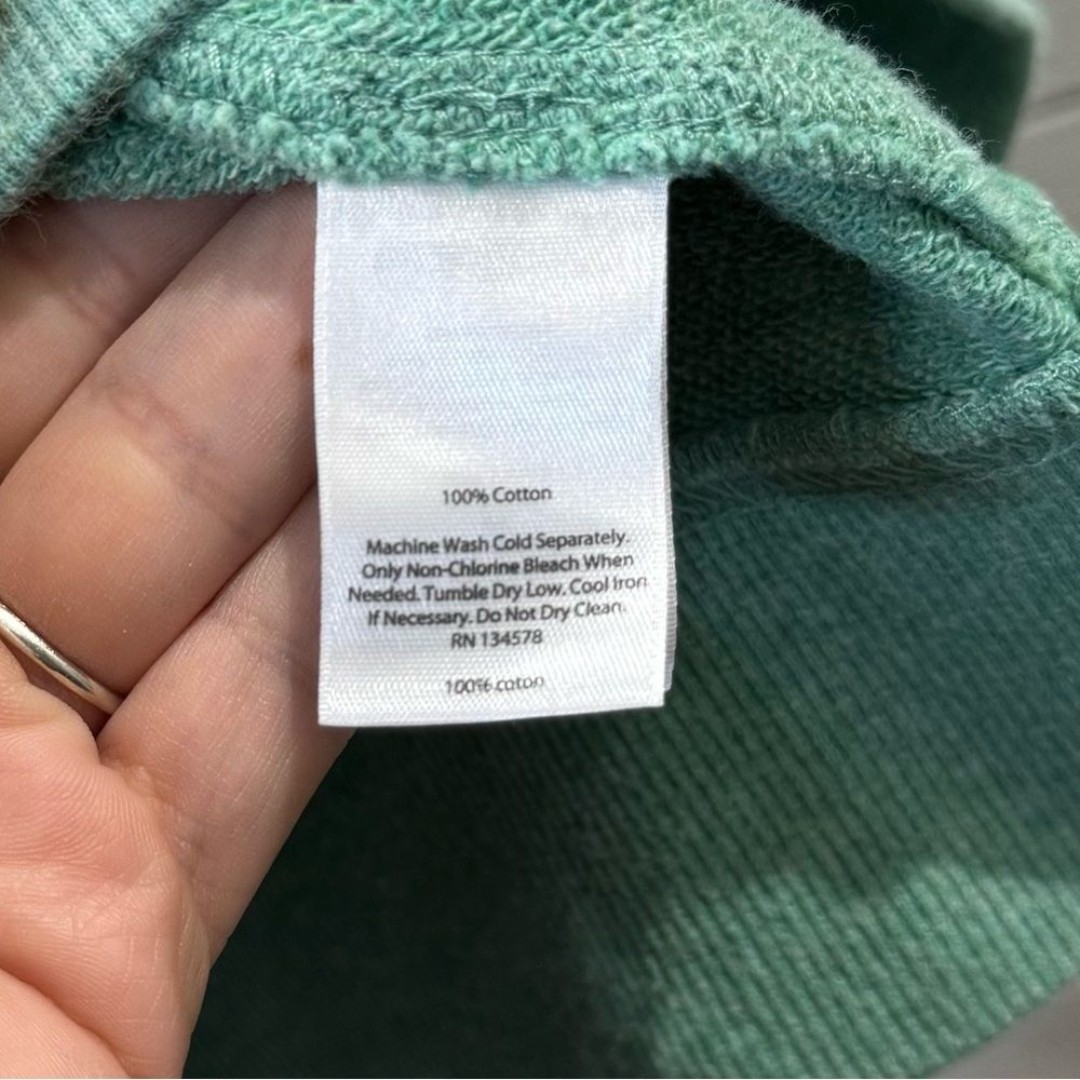 100% Cotton
Machine Wash Cold Separately.
Only Non-Chlorine Bleach When
Needed. Tumble Dry Low. Cool Iron
If Necessary. Do Not Dry Clean.
RN 134578
100% coton